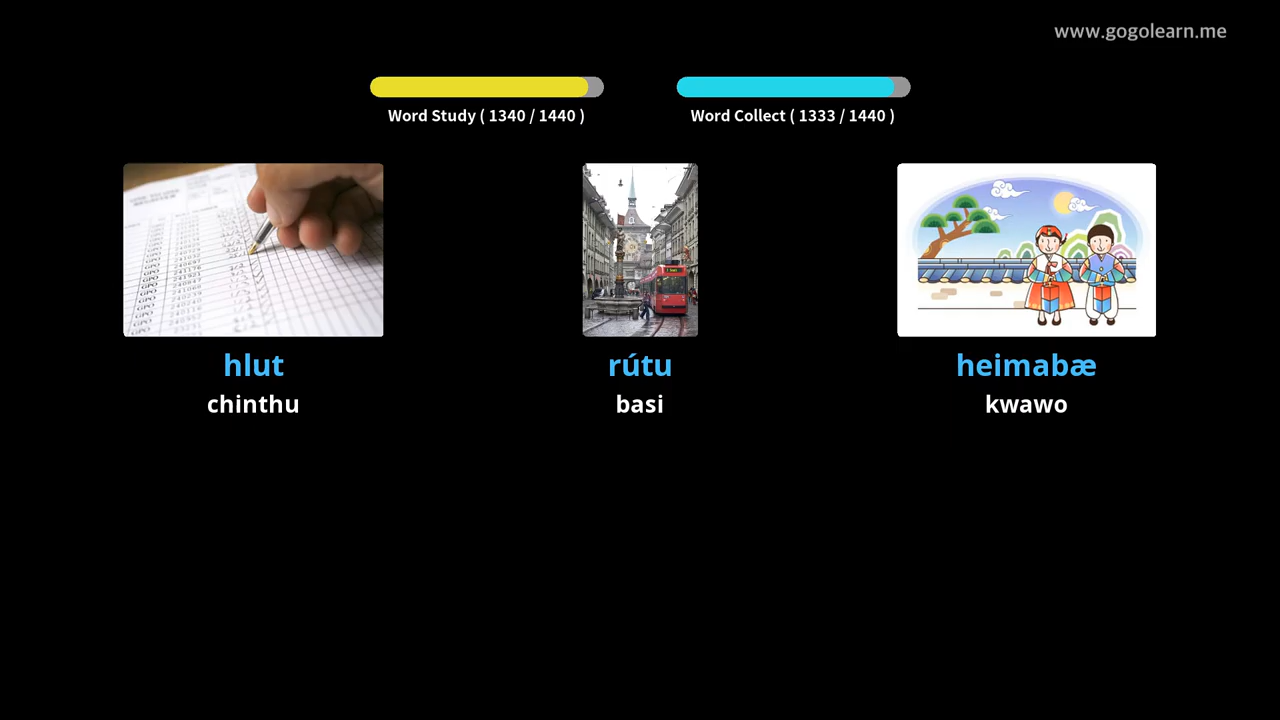 www.gogolearn.me
Word Study ( 1340 / 1440 )
Word Collect ( 1333 / 1440 )
hlut
chinthu
rútu
basi
heimabæ
kwawo